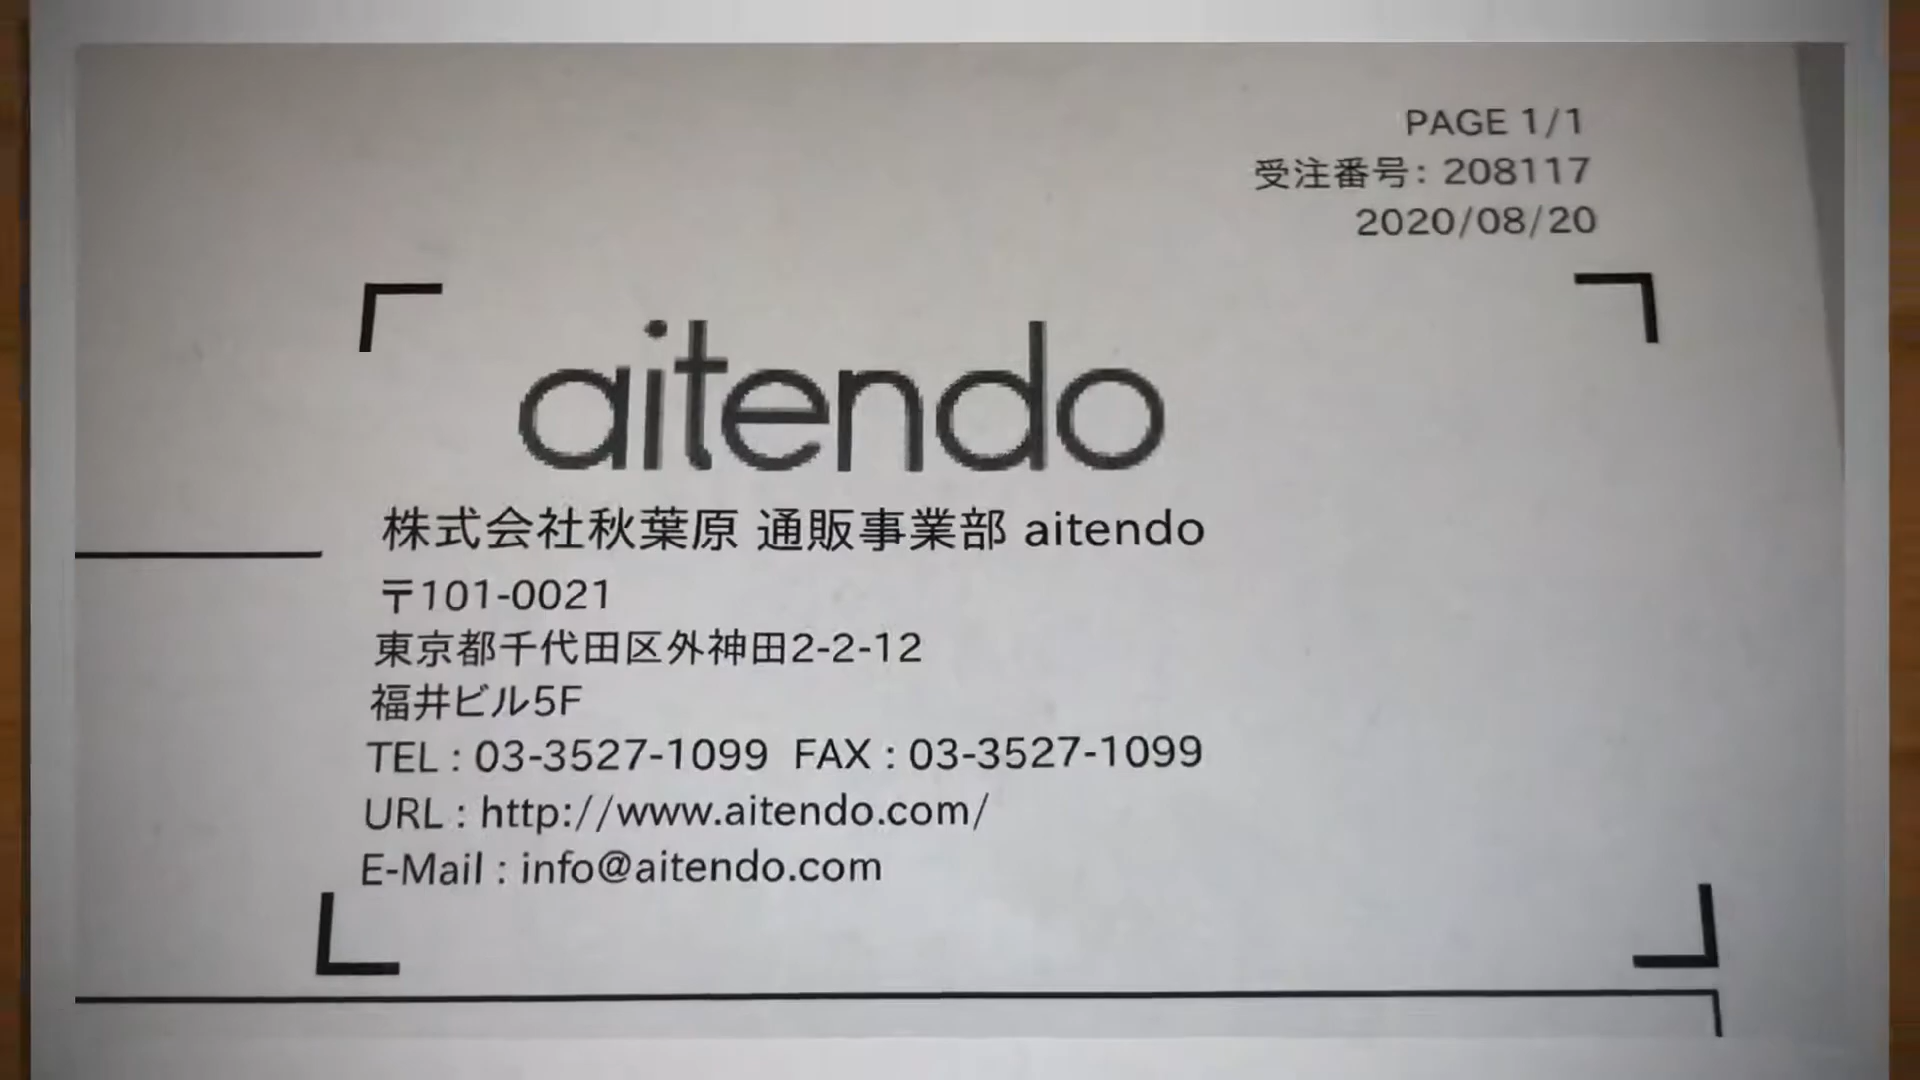 PAGE 1/1
受注番号: 208117
2020/08/20
aitendo
株式会社秋葉原 通販事業部 aitendo
〒101-0021
東京都千代田区外神田2-2-12
福井ビル5F
TEL : 03-3527-1099 FAX : 03-3527-1099
URL : http://www.aitendo.com/
E-Mail : info@aitendo.com